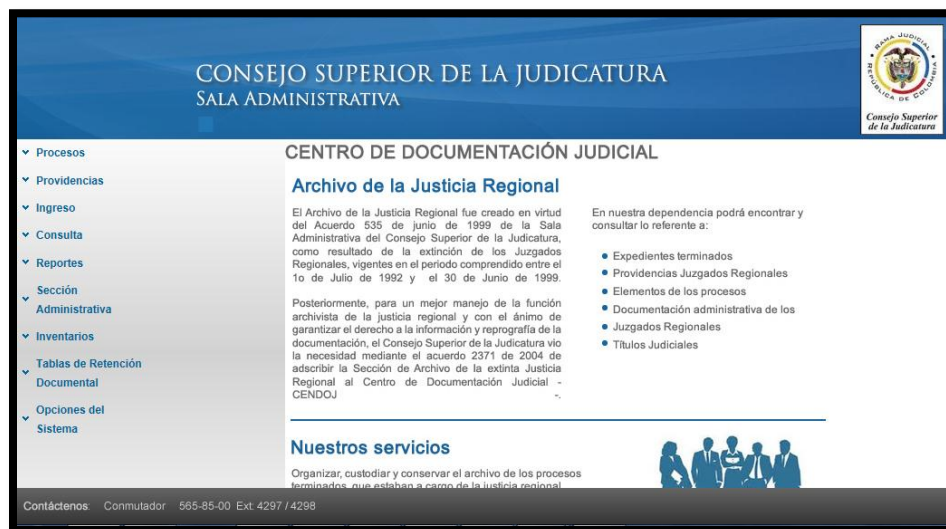 CONSEJO SUPERIOR DE LA JUDICATURA
SALA ADMINISTRATIVA
RAMA JUDICIAL
REPÚBLICA DE COLOMBIA
Consejo Superior
de la Judicatura
Procesos
Providencias
Ingreso
Consulta
Reportes
Sección
Administrativa
Inventarios
Tablas de Retención
Documental
Opciones del
Sistema
CENTRO DE DOCUMENTACIÓN JUDICIAL
Archivo de la Justicia Regional
El Archivo de la Justicia Regional fue creado en virtud
del Acuerdo 535 de junio de 1999 de la Sala
Administrativa del Consejo Superior de la Judicatura,
como resultado de la extinción de los Juzgados
Regionales, vigentes en el periodo comprendido entre el
1o de Julio de 1992 y el 30 de Junio de 1999.
Posteriormente, para un mejor manejo de la función
archivista de la justicia regional y con el ánimo de
garantizar el derecho a la información y reprografía de la
documentación, el Consejo Superior de la Judicatura vio
la necesidad mediante el acuerdo 2371 de 2004 de
adscribir la Sección de Archivo de la extinta Justicia
Regional al Centro de Documentación Judicial -
CENDOJ -.
En nuestra dependencia podrá encontrar y
consultar lo referente a:
Expedientes terminados
Providencias Juzgados Regionales
Elementos de los procesos
Documentación administrativa de los
Juzgados Regionales
Títulos Judiciales
Nuestros servicios
Organizar, custodiar y conservar el archivo de los procesos
terminados, que estaban a cargo de la justicia regional
Contáctenos: Conmutador 565-85-00 Ext: 4297 / 4298